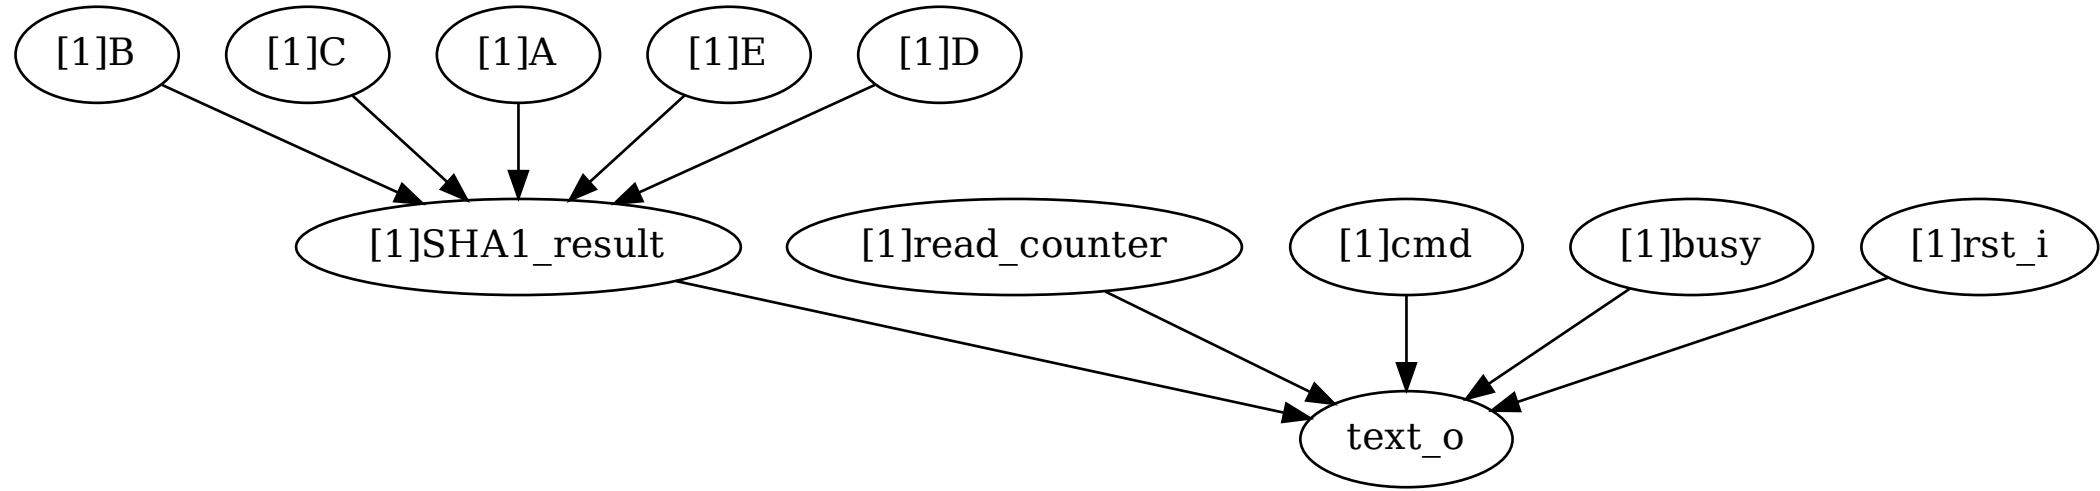 [1]B
[1]C
[1]A
[1]E
[1]D
[1]SHA1_result
[1]read_counter
[1]cmd
[1]busy
[1]rst_i
text_o